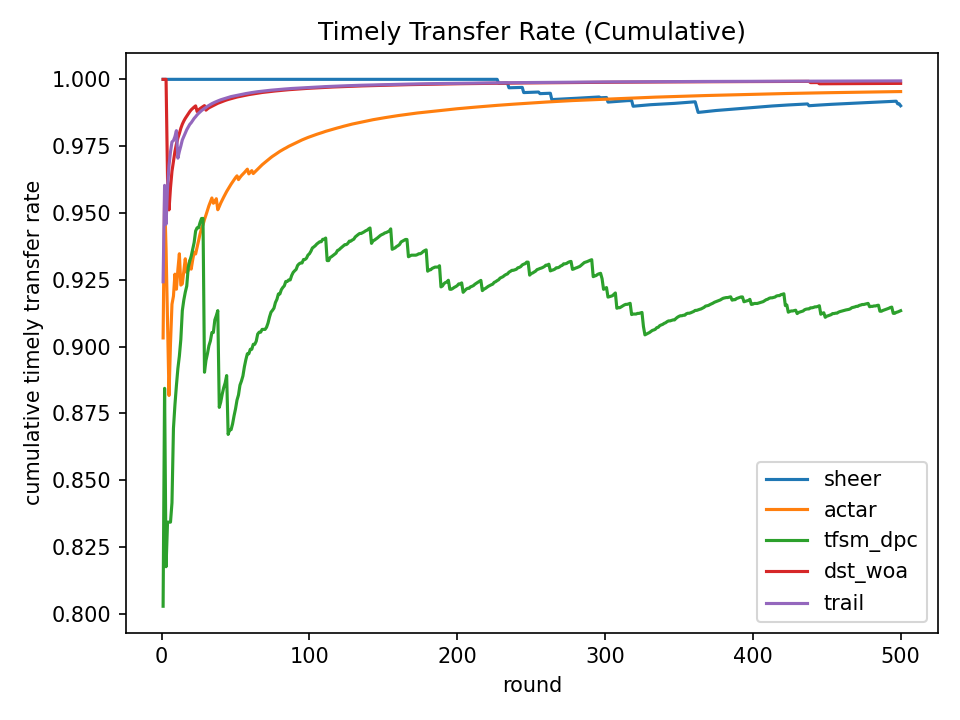 Timely Transfer Rate (Cumulative)
cumulative timely transfer rate
1.000
0.975
0.950
0.925
0.900
0.875
0.850
0.825
0.800
sheer
actar
tfsm_dpc
dst_woa
trail
0 100 200 300 400 500
round